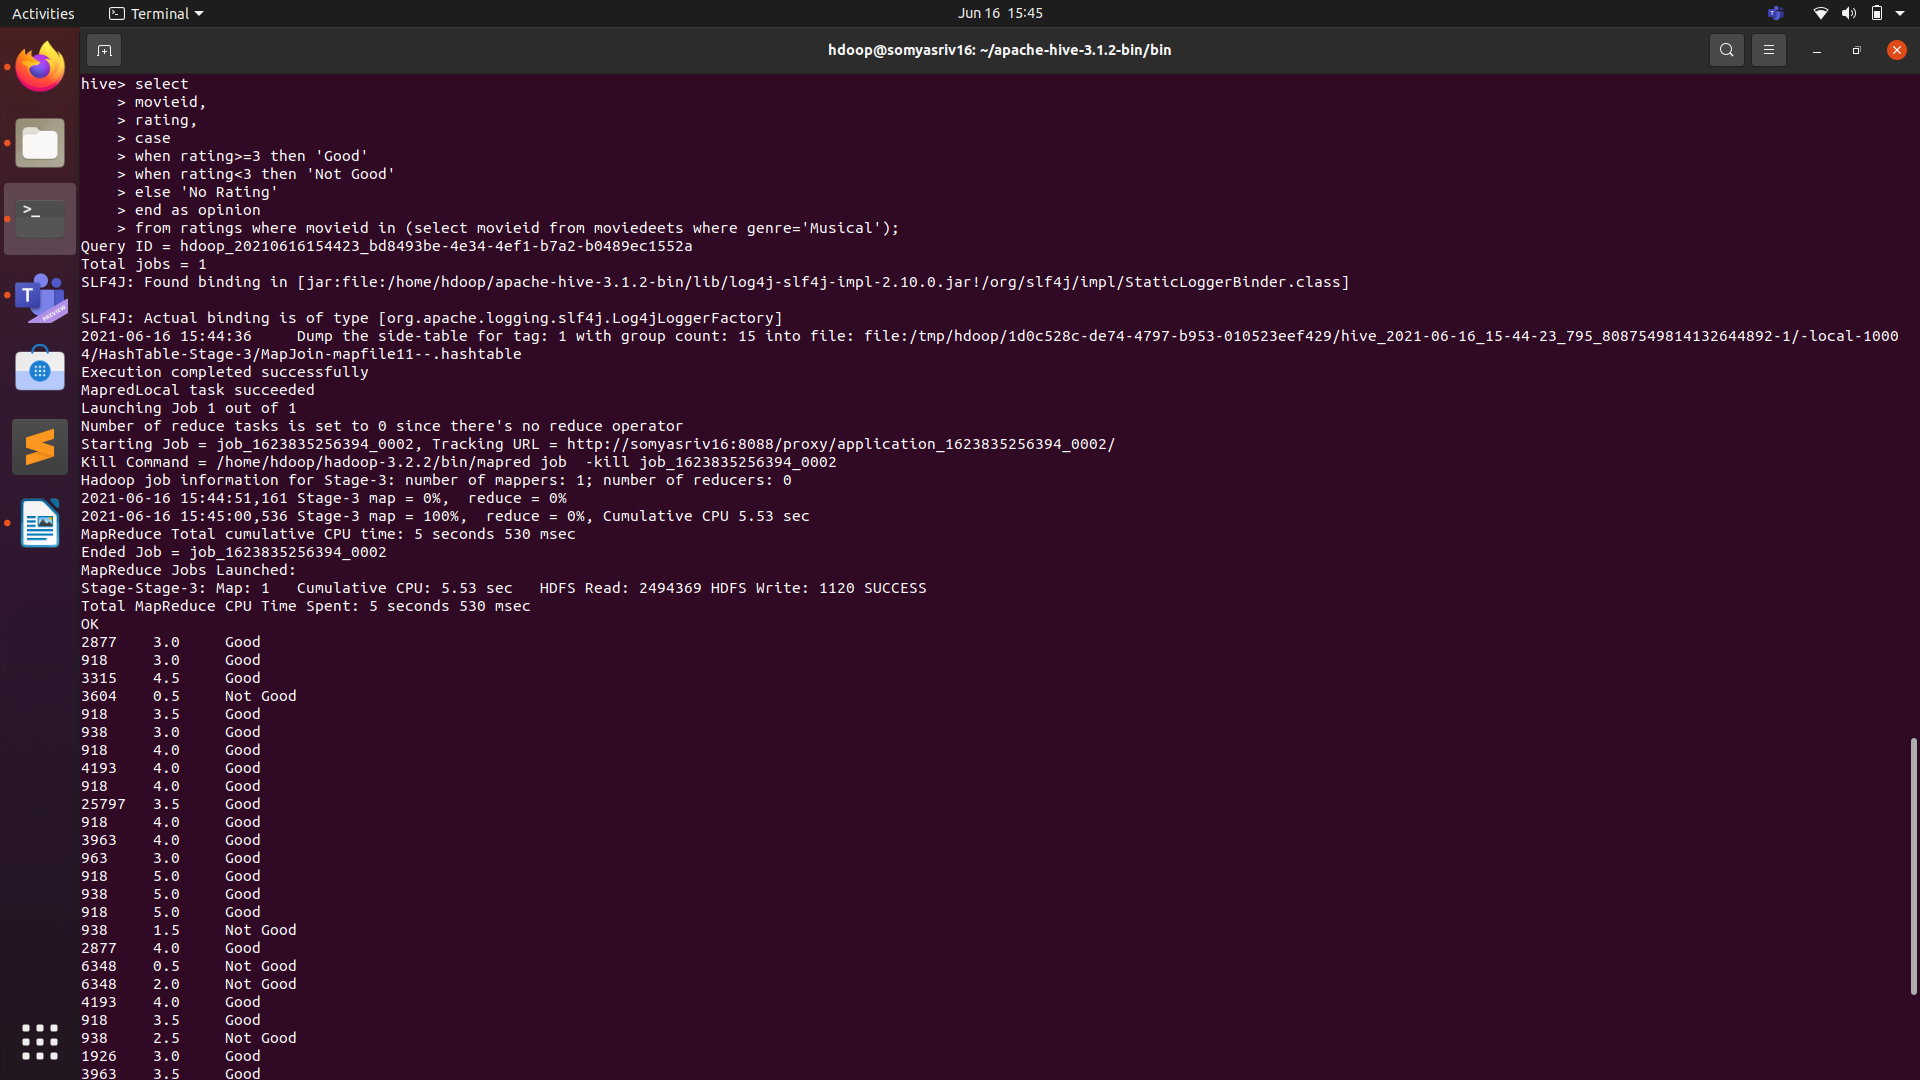 Activities
Terminal
Jun 16  15:45
hdoop@somyasriv16: ~/apache-hive-3.1.2-bin/bin
hive> select
    > movieid,
    > rating,
    > case
    > when rating>=3 then 'Good'
    > when rating<3 then 'Not Good'
    > else 'No Rating'
    > end as opinion
    > from ratings where movieid in (select movieid from moviedeets where genre='Musical');
Query ID = hdoop_20210616154423_bd8493be-4e34-4ef1-b7a2-b0489ec1552a
Total jobs = 1
SLF4J: Found binding in [jar:file:/home/hdoop/apache-hive-3.1.2-bin/lib/log4j-slf4j-impl-2.10.0.jar!/org/slf4j/impl/StaticLoggerBinder.class]
SLF4J: Actual binding is of type [org.apache.logging.slf4j.Log4jLoggerFactory]
2021-06-16 15:44:36     Dump the side-table for tag: 1 with group count: 15 into file: file:/tmp/hdoop/1d0c528c-de74-4797-b953-010523eef429/hive_2021-06-16_15-44-23_795_8087549814132644892-1/-local-1000
4/HashTable-Stage-3/MapJoin-mapfile11--.hashtable
Execution completed successfully
MapredLocal task succeeded
Launching Job 1 out of 1
Number of reduce tasks is set to 0 since there's no reduce operator
Starting Job = job_1623835256394_0002, Tracking URL = http://somyasriv16:8088/proxy/application_1623835256394_0002/
Kill Command = /home/hdoop/hadoop-3.2.2/bin/mapred job  -kill job_1623835256394_0002
Hadoop job information for Stage-3: number of mappers: 1; number of reducers: 0
2021-06-16 15:44:51,161 Stage-3 map = 0%,  reduce = 0%
2021-06-16 15:45:00,536 Stage-3 map = 100%,  reduce = 0%, Cumulative CPU 5.53 sec
MapReduce Total cumulative CPU time: 5 seconds 530 msec
Ended Job = job_1623835256394_0002
MapReduce Jobs Launched:
Stage-Stage-3: Map: 1   Cumulative CPU: 5.53 sec   HDFS Read: 2494369 HDFS Write: 1120 SUCCESS
Total MapReduce CPU Time Spent: 5 seconds 530 msec
OK
2877    3.0     Good
918     3.0     Good
3315    4.5     Good
3604    0.5     Not Good
918     3.5     Good
938     3.0     Good
918     4.0     Good
4193    4.0     Good
918     4.0     Good
25797   3.5     Good
918     4.0     Good
3963    4.0     Good
963     3.0     Good
918     5.0     Good
938     5.0     Good
918     5.0     Good
938     1.5     Not Good
2877    4.0     Good
6348    0.5     Not Good
6348    2.0     Not Good
4193    4.0     Good
918     3.5     Good
938     2.5     Not Good
1926    3.0     Good
3963    3.5     Good